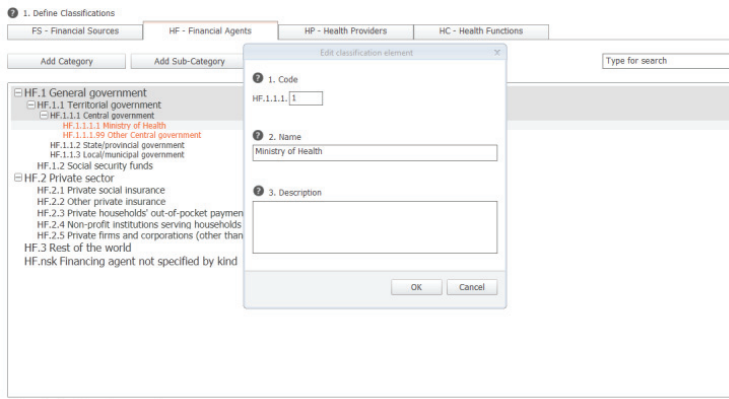 ? 1. Define Classifications
FS - Financial Sources
HF - Financial Agents
HP - Health Providers
HC - Health Functions
Add Category
Add Sub-Category
Type for search
HF.1 General government
HF.1.1 Territorial government
HF.1.1.1 Central government
HF.1.1.1.1 Ministry of Health
HF.1.1.1.99 Other Central government
HF.1.1.2 State/provincial government
HF.1.1.3 Local/municipal government
HF.1.2 Social security funds
HF.2 Private sector
HF.2.1 Private social insurance
HF.2.2 Other private insurance
HF.2.3 Private households' out-of-pocket paymen
HF.2.4 Non-profit institutions serving households
HF.2.5 Private firms and corporations (other than
HF.3 Rest of the world
HF.nsk Financing agent not specified by kind
Edit classification element
X
? 1. Code
HF.1.1.1. 1
? 2. Name
Ministry of Health
? 3. Description
OK
Cancel